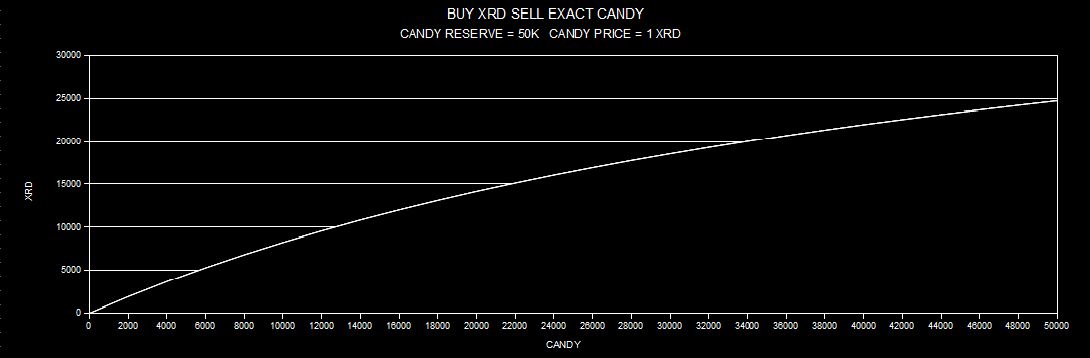 BUY XRD SELL EXACT CANDY
CANDY RESERVE = 50K   CANDY PRICE = 1 XRD
30000
25000
20000
15000
10000
5000
0
XRD
0 2000 4000 6000 8000 10000 12000 14000 16000 18000 20000 22000 24000 26000 28000 30000 32000 34000 36000 38000 40000 42000 44000 46000 48000 50000
CANDY